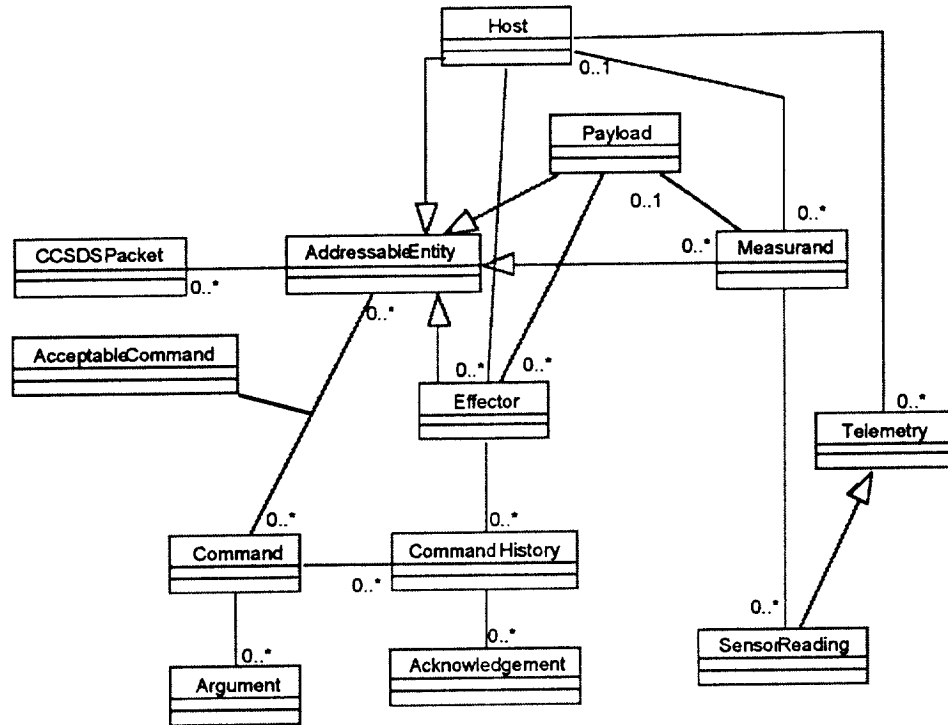 Host
0..1
Payload
0..1
0..*
CCSDSPacket
AddressableEntity
0..*
Measurand
0..*
0..*
AcceptableCommand
0..*
0..*
Effector
0..*
Telemetry
0..*
0..*
Command
CommandHistory
0..*
0..*
0..*
0..*
SensorReading
Argument
Acknowledgement